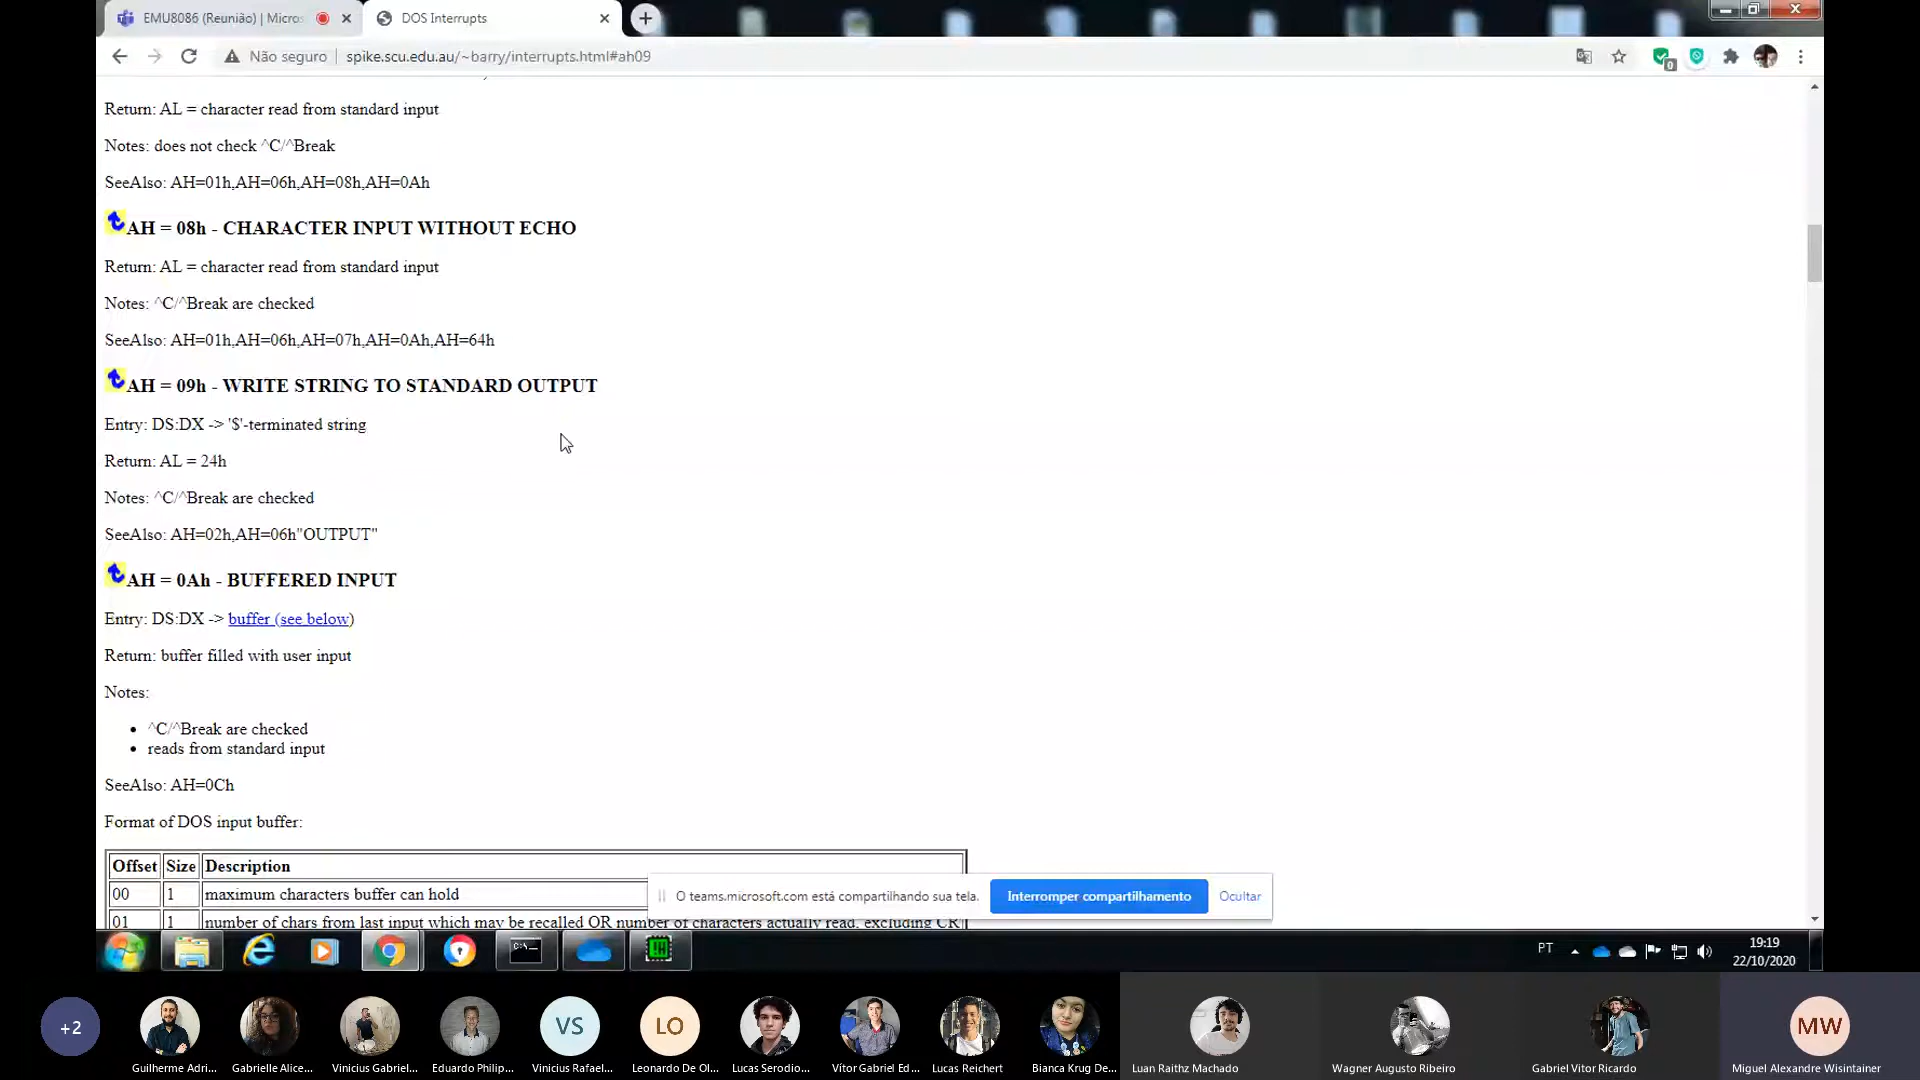 EMU8086 (Reunião) | Micros
DOS Interrupts
Não seguro
spike.scu.edu.au/~barry/interrupts.html#ah09
0
Return: AL = character read from standard input
Notes: does not check ^C/^Break
SeeAlso: AH=01h,AH=06h,AH=08h,AH=0Ah
AH = 08h - CHARACTER INPUT WITHOUT ECHO
Return: AL = character read from standard input
Notes: ^C/^Break are checked
SeeAlso: AH=01h,AH=06h,AH=07h,AH=0Ah,AH=64h
AH = 09h - WRITE STRING TO STANDARD OUTPUT
Entry: DS:DX -> '$'-terminated string
Return: AL = 24h
Notes: ^C/^Break are checked
SeeAlso: AH=02h,AH=06h"OUTPUT"
AH = 0Ah - BUFFERED INPUT
Entry: DS:DX -> buffer (see below)
Return: buffer filled with user input
Notes:
• ^C/^Break are checked
• reads from standard input
SeeAlso: AH=0Ch
Format of DOS input buffer:
Offset Size Description
00 1 maximum characters buffer can hold
01 1 number of chars from last input which may be recalled OR number of characters actually read, excluding CR
O teams.microsoft.com está compartilhando sua tela.
Interromper compartilhamento
Ocultar
C:\_
PT
19:19
22/10/2020
+2
VS
LO
MW
Guilherme Adri...
Gabrielle Alice...
Vinicius Gabriel...
Eduardo Philip...
Vinicius Rafael...
Leonardo De Ol...
Lucas Serodio...
Vítor Gabriel Ed...
Lucas Reichert
Bianca Krug De...
Luan Raithz Machado
Wagner Augusto Ribeiro
Gabriel Vitor Ricardo
Miguel Alexandre Wisintainer